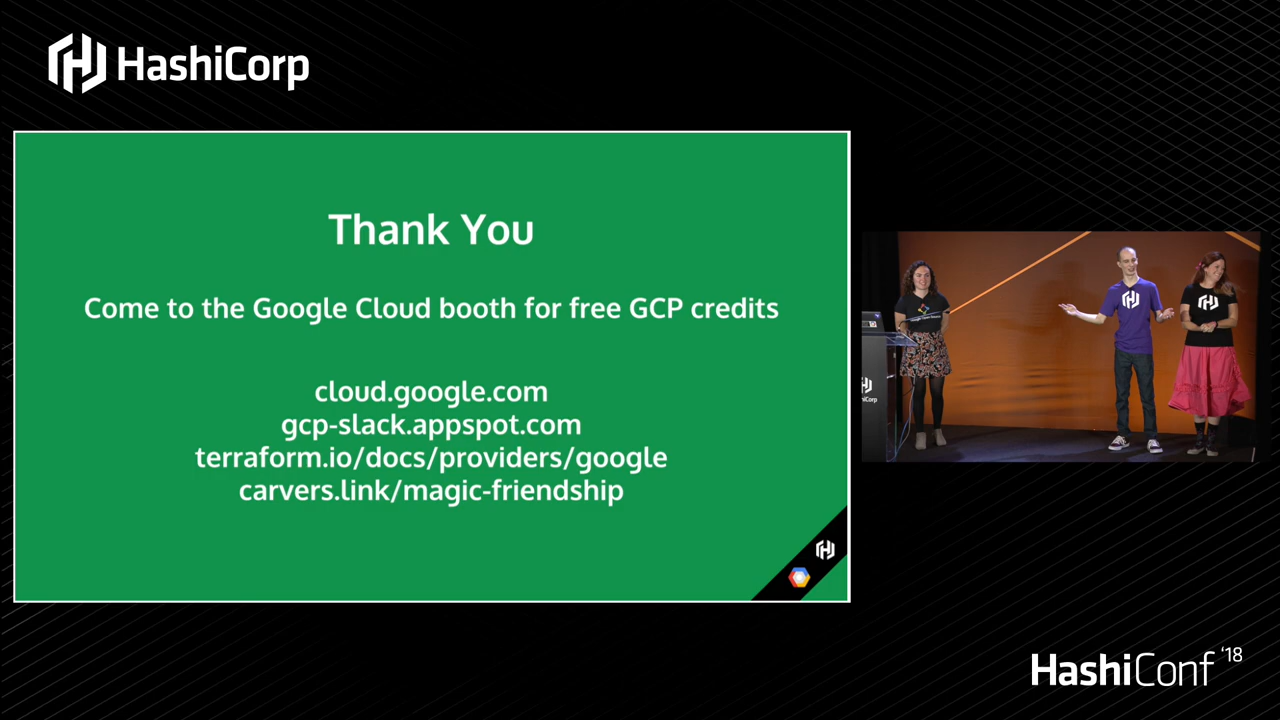 HashiCorp
Thank You
Come to the Google Cloud booth for free GCP credits
cloud.google.com
gcp-slack.appspot.com
terraform.io/docs/providers/google
carvers.link/magic-friendship
HashiConf '18